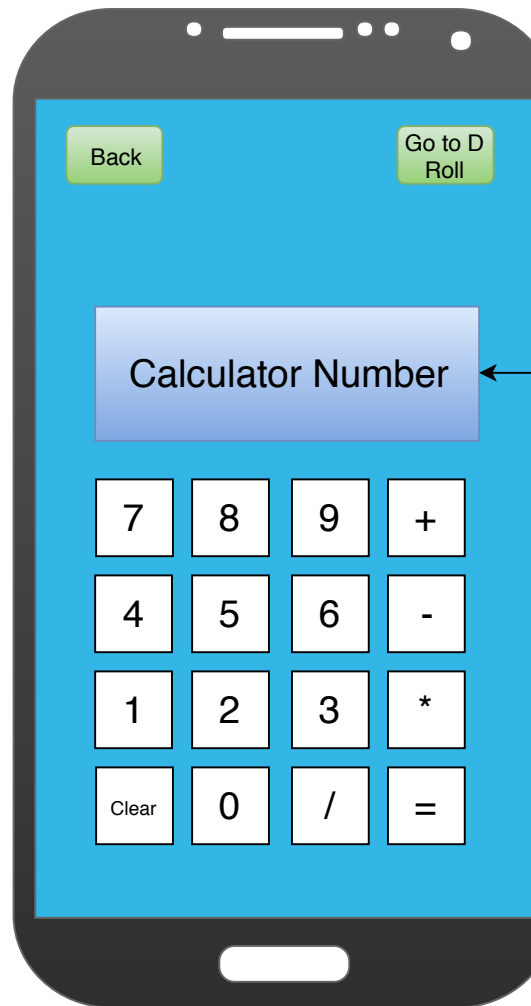 Back
Go to D
Roll
Calculator Number
7 8 9 +
4 5 6 -
1 2 3 *
Clear 0 / =